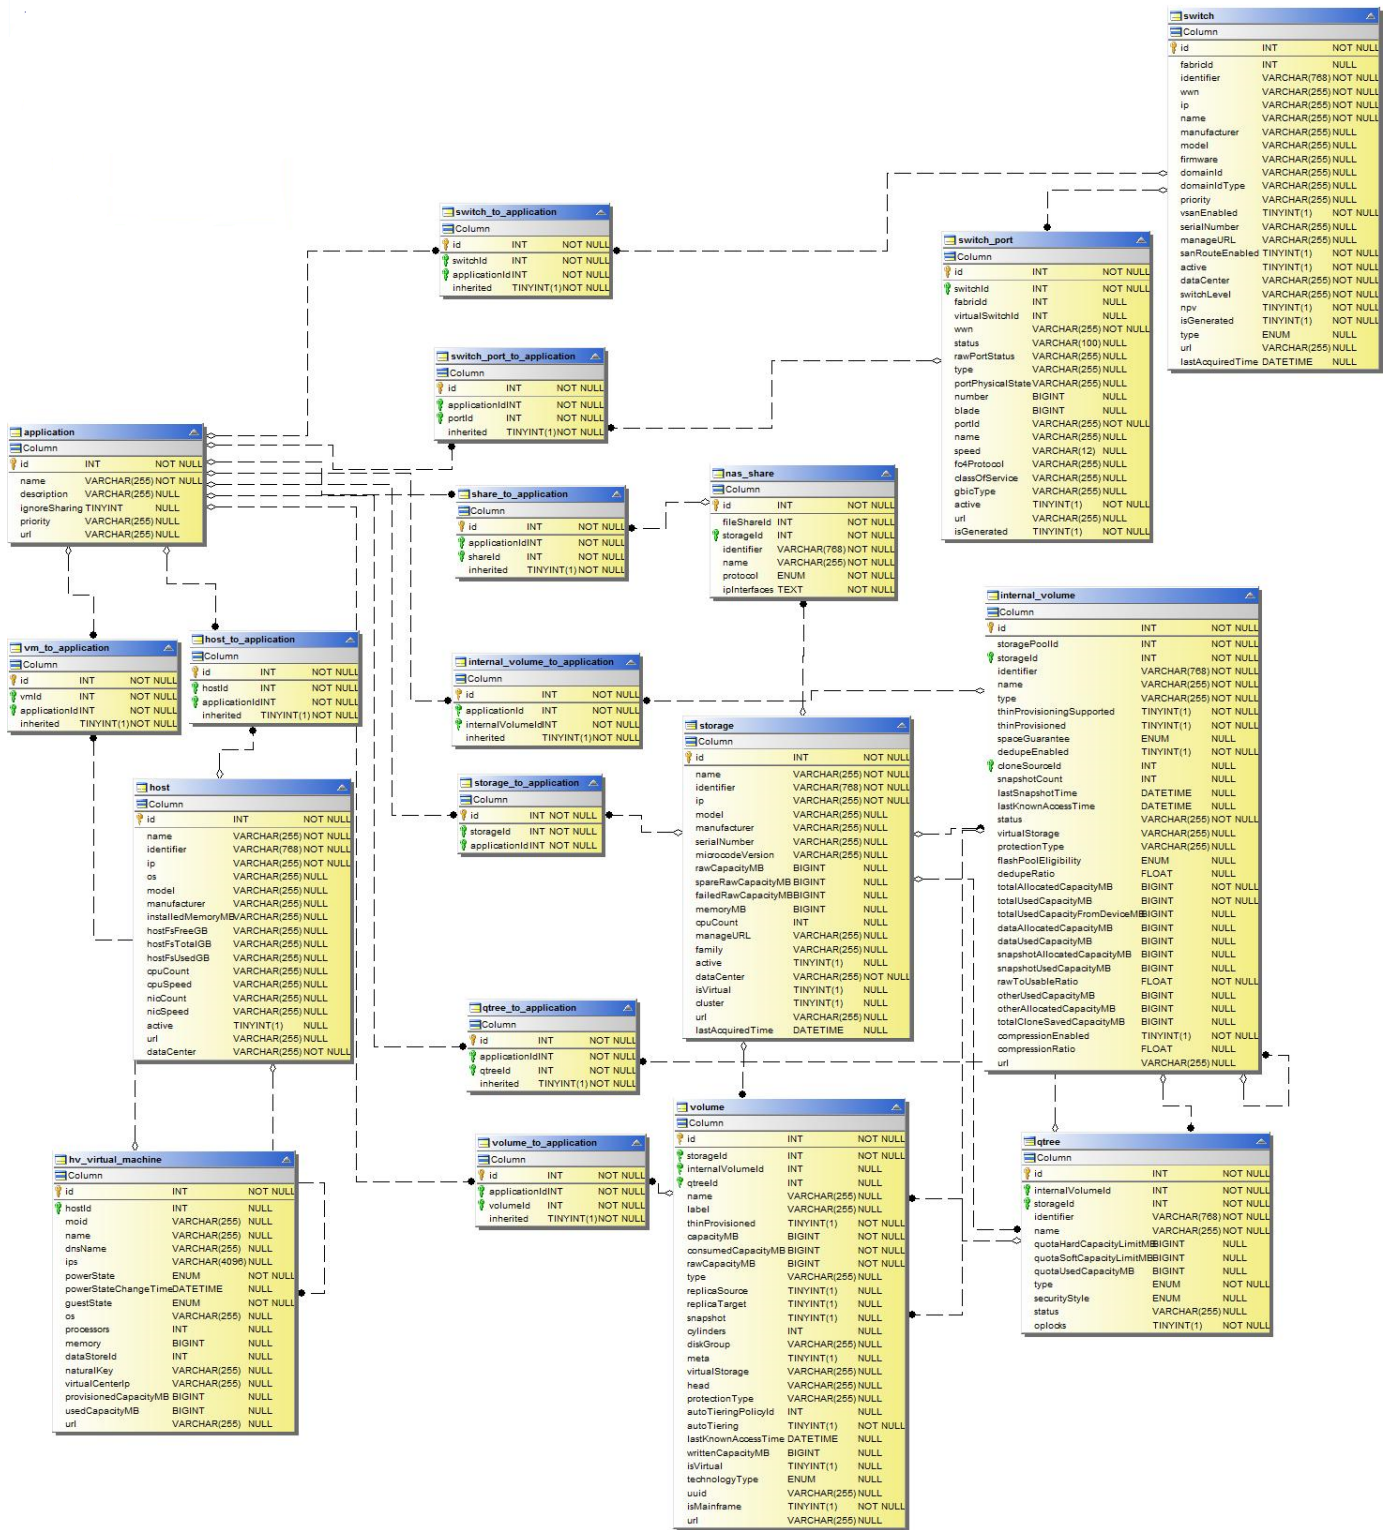 switch
Column
id INT NOT NULL
fabricId INT NULL
identifier VARCHAR(768) NOT NULL
wwn VARCHAR(255) NOT NULL
ip VARCHAR(255) NOT NULL
name VARCHAR(255) NOT NULL
manufacturer VARCHAR(255) NULL
model VARCHAR(255) NULL
firmware VARCHAR(255) NULL
domainId VARCHAR(255) NULL
domainIdType VARCHAR(255) NULL
priority VARCHAR(255) NULL
vsanEnabled TINYINT(1) NOT NULL
serialNumber VARCHAR(255) NULL
manageURL VARCHAR(255) NULL
sanRouteEnabled TINYINT(1) NOT NULL
active TINYINT(1) NOT NULL
dataCenter VARCHAR(255) NOT NULL
switchLevel VARCHAR(255) NOT NULL
npv TINYINT(1) NOT NULL
isGenerated TINYINT(1) NOT NULL
type ENUM NULL
url VARCHAR(255) NULL
lastAcquiredTime DATETIME NULL
switch_to_application
Column
id INT NOT NULL
switchId INT NOT NULL
applicationId INT NOT NULL
inherited TINYINT(1) NOT NULL
switch_port
Column
id INT NOT NULL
switchId INT NOT NULL
fabricId INT NULL
virtualSwitchId INT NULL
wwn VARCHAR(255) NOT NULL
status VARCHAR(100) NULL
rawPortStatus VARCHAR(255) NULL
type VARCHAR(255) NULL
portPhysicalState VARCHAR(255) NULL
number BIGINT NULL
blade BIGINT NULL
portId VARCHAR(255) NOT NULL
name VARCHAR(255) NULL
speed VARCHAR(12) NULL
fc4Protocol VARCHAR(255) NULL
classOfService VARCHAR(255) NULL
gbicType VARCHAR(255) NULL
active TINYINT(1) NOT NULL
url VARCHAR(255) NULL
isGenerated TINYINT(1) NOT NULL
switch_port_to_application
Column
id INT NOT NULL
applicationId INT NOT NULL
portId INT NOT NULL
inherited TINYINT(1) NOT NULL
application
Column
id INT NOT NULL
name VARCHAR(255) NOT NULL
description VARCHAR(255) NULL
ignoreSharing TINYINT NULL
priority VARCHAR(255) NULL
url VARCHAR(255) NULL
share_to_application
Column
id INT NOT NULL
applicationId INT NOT NULL
shareId INT NOT NULL
inherited TINYINT(1) NOT NULL
nas_share
Column
id INT NOT NULL
fileShareId INT NOT NULL
storageId INT NOT NULL
identifier VARCHAR(768) NOT NULL
name VARCHAR(255) NOT NULL
protocol ENUM NOT NULL
ipInterfaces TEXT NOT NULL
vm_to_application
Column
id INT NOT NULL
vmId INT NOT NULL
applicationId INT NOT NULL
inherited TINYINT(1) NOT NULL
host_to_application
Column
id INT NOT NULL
hostId INT NOT NULL
applicationId INT NOT NULL
inherited TINYINT(1) NOT NULL
internal_volume_to_application
Column
id INT NOT NULL
applicationId INT NOT NULL
internalVolumeId INT NOT NULL
inherited TINYINT(1) NOT NULL
internal_volume
Column
id INT NOT NULL
storagePoolId INT NOT NULL
storageId INT NOT NULL
identifier VARCHAR(768) NOT NULL
name VARCHAR(255) NOT NULL
type VARCHAR(255) NOT NULL
thinProvisioningSupported TINYINT(1) NOT NULL
thinProvisioned TINYINT(1) NOT NULL
spaceGuarantee ENUM NULL
dedupeEnabled TINYINT(1) NOT NULL
cloneSourceId INT NULL
snapshotCount INT NULL
lastSnapshotTime DATETIME NULL
lastKnownAccessTime DATETIME NULL
status VARCHAR(255) NOT NULL
virtualStorage VARCHAR(255) NULL
protectionType VARCHAR(255) NULL
flashPoolEligibility ENUM NULL
dedupeRatio FLOAT NULL
totalAllocatedCapacityMB BIGINT NOT NULL
totalUsedCapacityMB BIGINT NOT NULL
totalUsedCapacityFromDeviceMB BIGINT NULL
dataAllocatedCapacityMB BIGINT NULL
dataUsedCapacityMB BIGINT NULL
snapshotAllocatedCapacityMB BIGINT NULL
snapshotUsedCapacityMB BIGINT NULL
rawToUsableRatio FLOAT NOT NULL
otherUsedCapacityMB BIGINT NULL
otherAllocatedCapacityMB BIGINT NULL
totalCloneSavedCapacityMB BIGINT NULL
compressionEnabled TINYINT(1) NOT NULL
compressionRatio FLOAT NULL
url VARCHAR(255) NULL
storage
Column
id INT NOT NULL
name VARCHAR(255) NOT NULL
identifier VARCHAR(768) NOT NULL
ip VARCHAR(255) NOT NULL
model VARCHAR(255) NULL
manufacturer VARCHAR(255) NULL
serialNumber VARCHAR(255) NULL
microcodeVersion VARCHAR(255) NULL
rawCapacityMB BIGINT NULL
spareRawCapacityMB BIGINT NULL
failedRawCapacityMB BIGINT NULL
memoryMB BIGINT NULL
cpuCount INT NULL
manageURL VARCHAR(255) NULL
family VARCHAR(255) NULL
active TINYINT(1) NULL
dataCenter VARCHAR(255) NOT NULL
isVirtual TINYINT(1) NULL
cluster TINYINT(1) NULL
url VARCHAR(255) NULL
lastAcquiredTime DATETIME NULL
storage_to_application
Column
id INT NOT NULL
storageId INT NOT NULL
applicationId INT NOT NULL
host
Column
id INT NOT NULL
name VARCHAR(255) NOT NULL
identifier VARCHAR(768) NOT NULL
ip VARCHAR(255) NOT NULL
os VARCHAR(255) NULL
model VARCHAR(255) NULL
manufacturer VARCHAR(255) NULL
installedMemoryMB VARCHAR(255) NULL
hostFsFreeGB VARCHAR(255) NULL
hostFsTotalGB VARCHAR(255) NULL
hostFsUsedGB VARCHAR(255) NULL
cpuCount VARCHAR(255) NULL
cpuSpeed VARCHAR(255) NULL
nicCount VARCHAR(255) NULL
nicSpeed VARCHAR(255) NULL
active TINYINT(1) NULL
url VARCHAR(255) NULL
dataCenter VARCHAR(255) NOT NULL
qtree_to_application
Column
id INT NOT NULL
applicationId INT NOT NULL
qtreeId INT NOT NULL
inherited TINYINT(1) NOT NULL
volume
Column
id INT NOT NULL
storageId INT NOT NULL
internalVolumeId INT NULL
qtreeId INT NULL
name VARCHAR(255) NULL
label VARCHAR(255) NULL
thinProvisioned TINYINT(1) NOT NULL
capacityMB BIGINT NOT NULL
consumedCapacityMB BIGINT NOT NULL
rawCapacityMB BIGINT NOT NULL
type VARCHAR(255) NULL
replicaSource TINYINT(1) NULL
replicaTarget TINYINT(1) NULL
snapshot TINYINT(1) NULL
cylinders INT NULL
diskGroup VARCHAR(255) NULL
meta TINYINT(1) NULL
virtualStorage VARCHAR(255) NULL
head VARCHAR(255) NULL
protectionType VARCHAR(255) NULL
autoTieringPolicyId INT NULL
autoTiering TINYINT(1) NOT NULL
lastKnownAccessTime DATETIME NULL
writtenCapacityMB BIGINT NULL
isVirtual TINYINT(1) NULL
technologyType ENUM NULL
uuid VARCHAR(255) NULL
isMainframe TINYINT(1) NOT NULL
url VARCHAR(255) NULL
volume_to_application
Column
id INT NOT NULL
applicationId INT NOT NULL
volumeId INT NOT NULL
inherited TINYINT(1) NOT NULL
qtree
Column
id INT NOT NULL
internalVolumeId INT NOT NULL
storageId INT NOT NULL
identifier VARCHAR(768) NOT NULL
name VARCHAR(255) NOT NULL
quotaHardCapacityLimitMB BIGINT NULL
quotaSoftCapacityLimitMB BIGINT NULL
quotaUsedCapacityMB BIGINT NULL
type ENUM NOT NULL
securityStyle ENUM NULL
status VARCHAR(255) NULL
oplocks TINYINT(1) NOT NULL
hv_virtual_machine
Column
id INT NOT NULL
hostId INT NULL
moid VARCHAR(255) NULL
name VARCHAR(255) NULL
dnsName VARCHAR(255) NULL
ips VARCHAR(4096) NULL
powerState ENUM NOT NULL
powerStateChangeTime DATETIME NULL
guestState ENUM NOT NULL
os VARCHAR(255) NULL
processors INT NULL
memory BIGINT NULL
dataStoreId INT NULL
naturalKey VARCHAR(255) NULL
virtualCenterIp VARCHAR(255) NULL
provisionedCapacityMB BIGINT NULL
usedCapacityMB BIGINT NULL
url VARCHAR(255) NULL